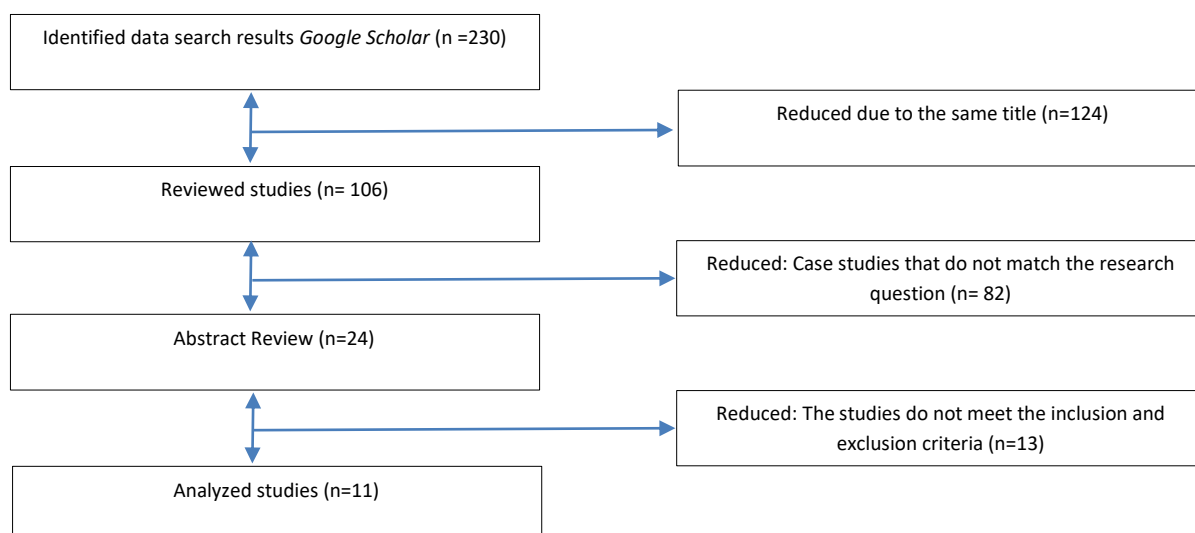 Identified data search results Google Scholar (n =230)
Reduced due to the same title (n=124)
Reviewed studies (n= 106)
Reduced: Case studies that do not match the research
question (n= 82)
Abstract Review (n=24)
Reduced: The studies do not meet the inclusion and
exclusion criteria (n=13)
Analyzed studies (n=11)